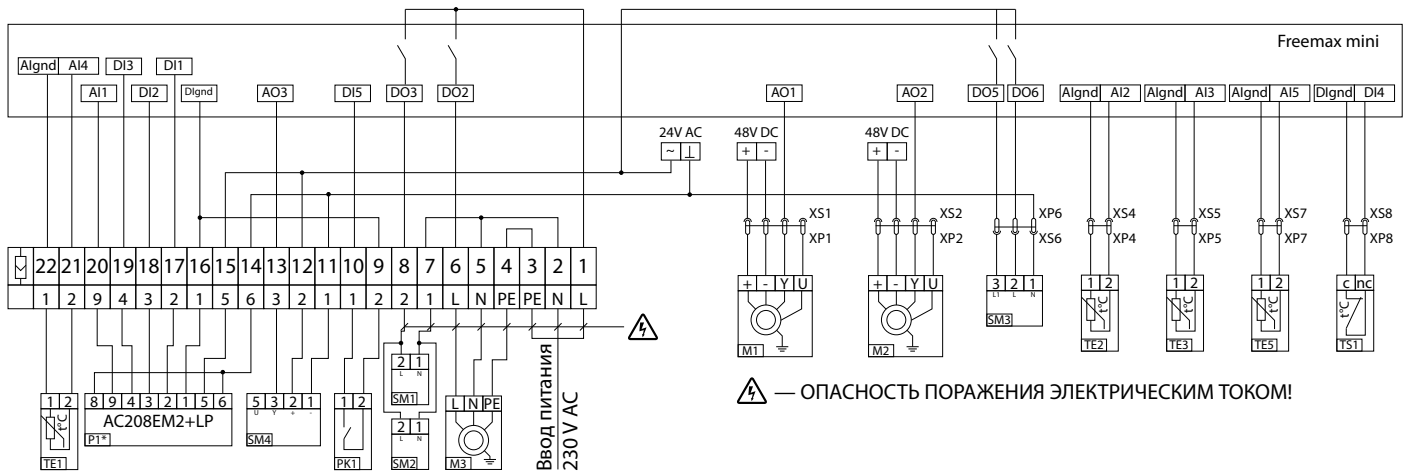 Freemax mini
AIgnd AI4 DI3 DI1
AI1 DI2 DIgnd AO3 DI5 DO3 DO2 AO1 AO2 DO5 DO6 AIgnd AI2 AIgnd AI3 AIgnd AI5 DIgnd DI4
24V AC 48V DC 48V DC
~ ⊥ + - + -
XS1 XS2 XP6 XS4 XS5 XS7 XS8
XP1 XP2 XS6 XP4 XP5 XP7 XP8
22 21 20 19 18 17 16 15 14 13 12 11 10 9 8 7 6 5 4 3 2 1
1 2 9 4 3 2 1 5 6 3 2 1 1 2 2 1 L N PE PE N L
+ - Y U + - Y U 3 2 1 1 2 1 2 1 2 c nc
L1 L N
t°C t°C t°C
M1 M2 SM3 TE2 TE3 TE5 TS1
2 1
L N
SM1
1 2 8 9 4 3 2 1 5 6 5 3 2 1 1 2 2 1 L N PE
U Y + - L N
t°C AC208EM2+LP
TE1 P1* SM4 PK1 SM2 M3
Ввод питания
230 V AC
— ОПАСНОСТЬ ПОРАЖЕНИЯ ЭЛЕКТРИЧЕСКИМ ТОКОМ!